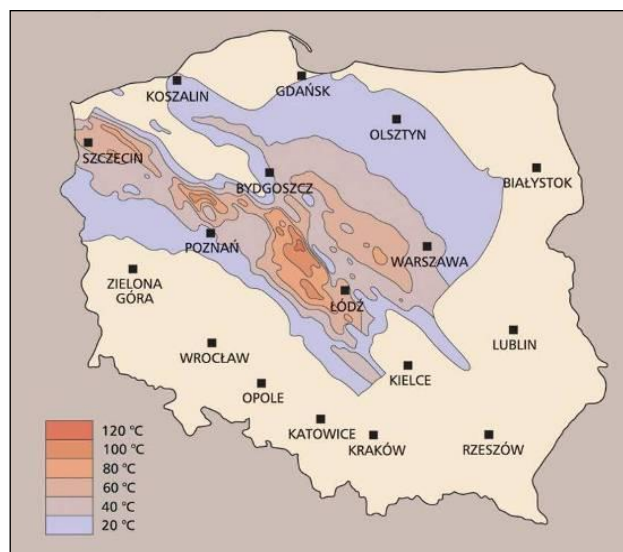 KOSZALIN
GDAŃSK
OLSZTYN
SZCZECIN
BYDGOSZCZ
BIAŁYSTOK
POZNAŃ
WARSZAWA
ZIELONA
GÓRA
ŁÓDŹ
LUBLIN
WROCŁAW
KIELCE
OPOLE
KATOWICE
KRAKÓW
RZESZÓW
120 °C
100 °C
80 °C
60 °C
40 °C
20 °C